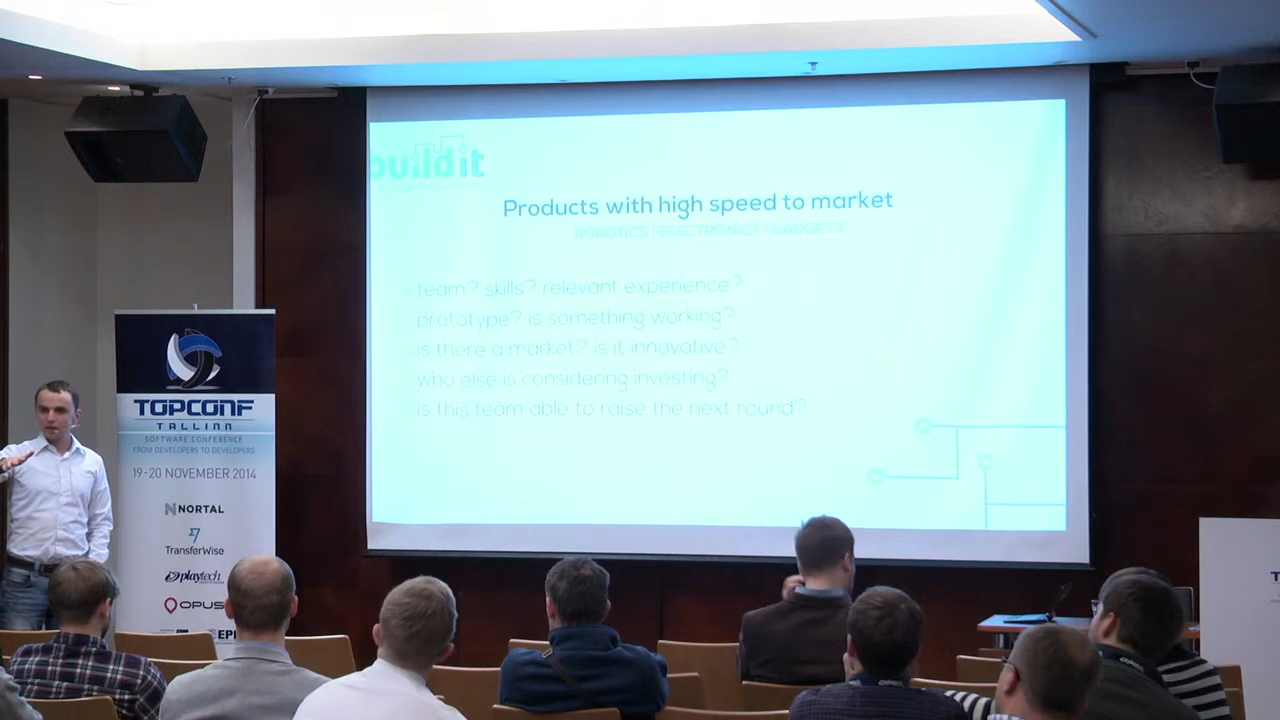 buildit
Products with high speed to market
ROBOTICS | ELECTRONICS | GADGETS
team? skills? relevant experience?
prototype? is something working?
is there a market? is it innovative?
who else is considering investing?
is this team able to raise the next round?
TOPCONF
TALLINN
SOFTWARE CONFERENCE
FROM DEVELOPERS TO DEVELOPERS
19-20 NOVEMBER 2014
NORTAL
TransferWise
playtech
OPUS